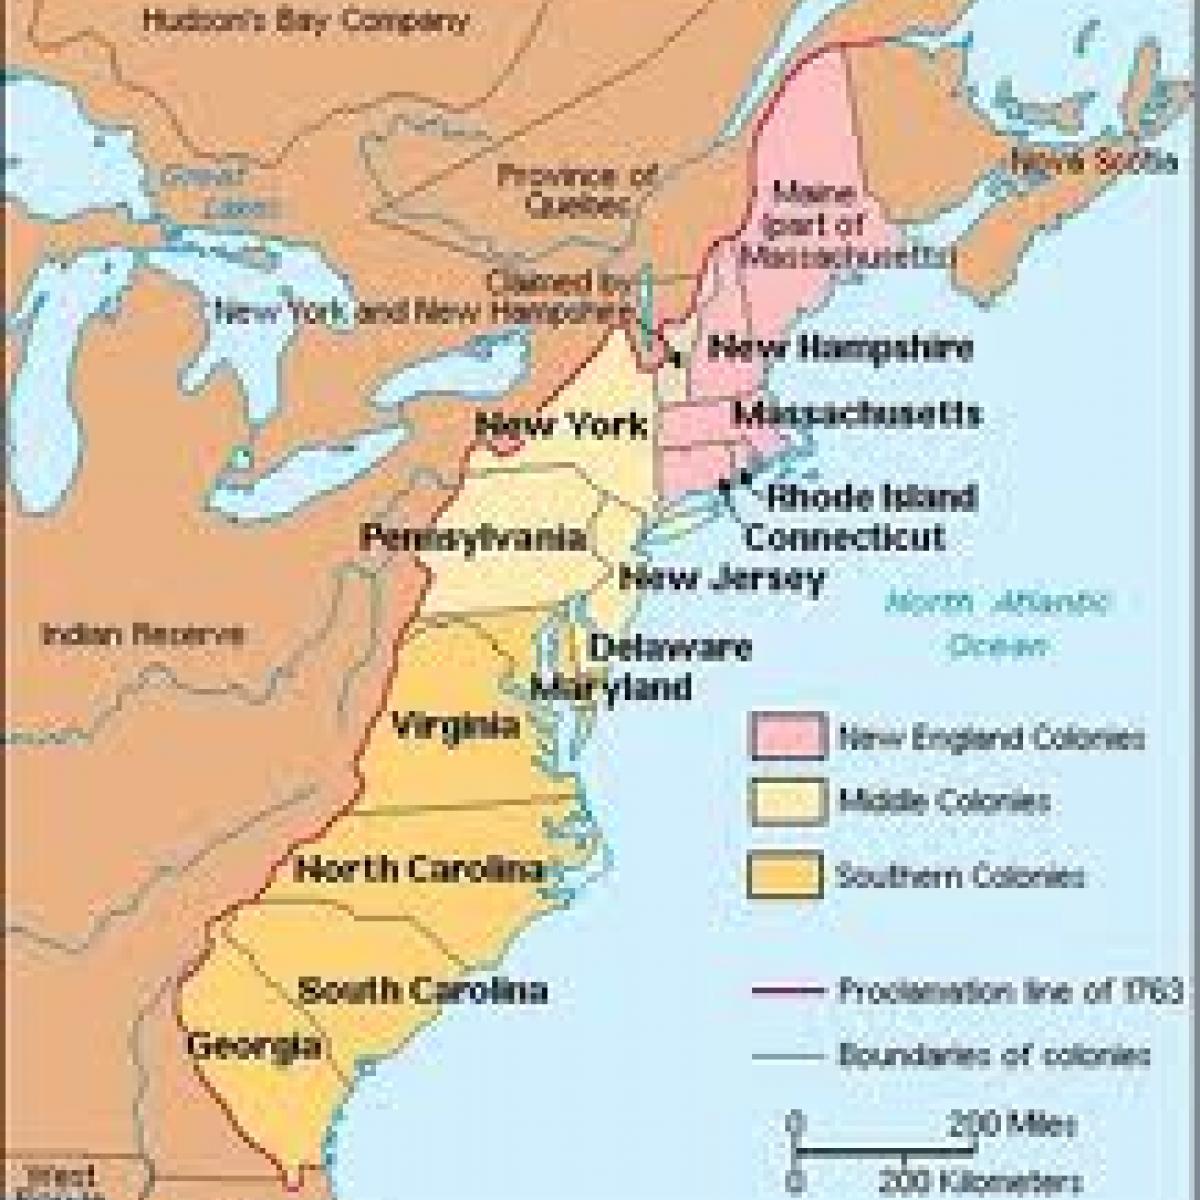 Hudson's Bay Company
Great
Lakes
Province of
Quebec
Nova Scotia
Maine
(part of
Massachusetts)
Claimed by
New York and New Hampshire
New Hampshire
New York
Massachusetts
Rhode Island
Connecticut
Pennsylvania
New Jersey
North Atlantic
Ocean
Indian Reserve
Delaware
Maryland
Virginia
New England Colonies
Middle Colonies
North Carolina
Southern Colonies
South Carolina
Proclamation line of 1763
Georgia
Boundaries of colonies
0 200 Miles
0 200 Kilometers
West